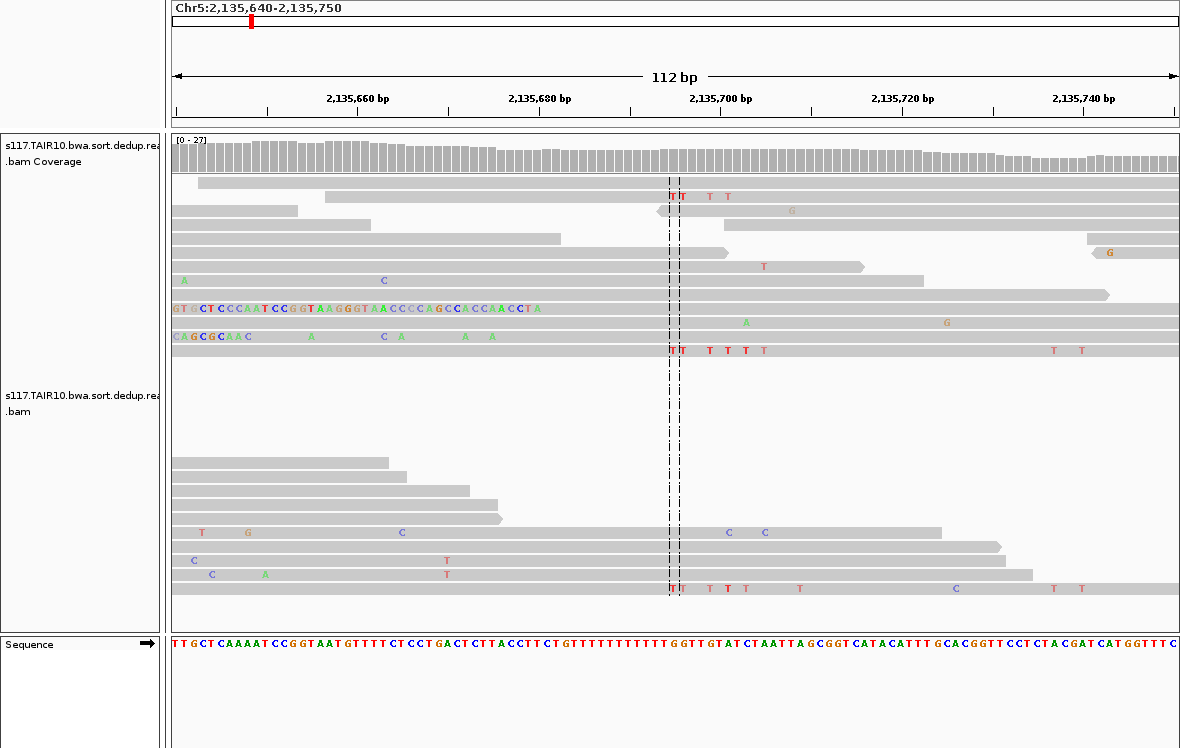 Chr5:2,135,640-2,135,750
112 bp
2,135,660 bp 2,135,680 bp 2,135,700 bp 2,135,720 bp 2,135,740 bp
s117.TAIR10.bwa.sort.dedup.rea
.bam Coverage
[0 - 27]
T T T T
G
G
T
A C
GTGCTCCCAATCCGGTAAGGGTAACCCCAGCCACCAACCTA
A G
CAGCGCAAC A C A A A
T T T T T T T T
s117.TAIR10.bwa.sort.dedup.rea
.bam
T G C C C
C T
C A T
T T T T T T C T T
Sequence
TTGCTCAAAATCCGGTAATGTTTTCTCCTGACTCTTACCTTCTGTTTTTTTTTTTGGTTGTATCTAATTAGCGGTCATACATTTGCACGGTTCCTCTACGATCATGGTTTC